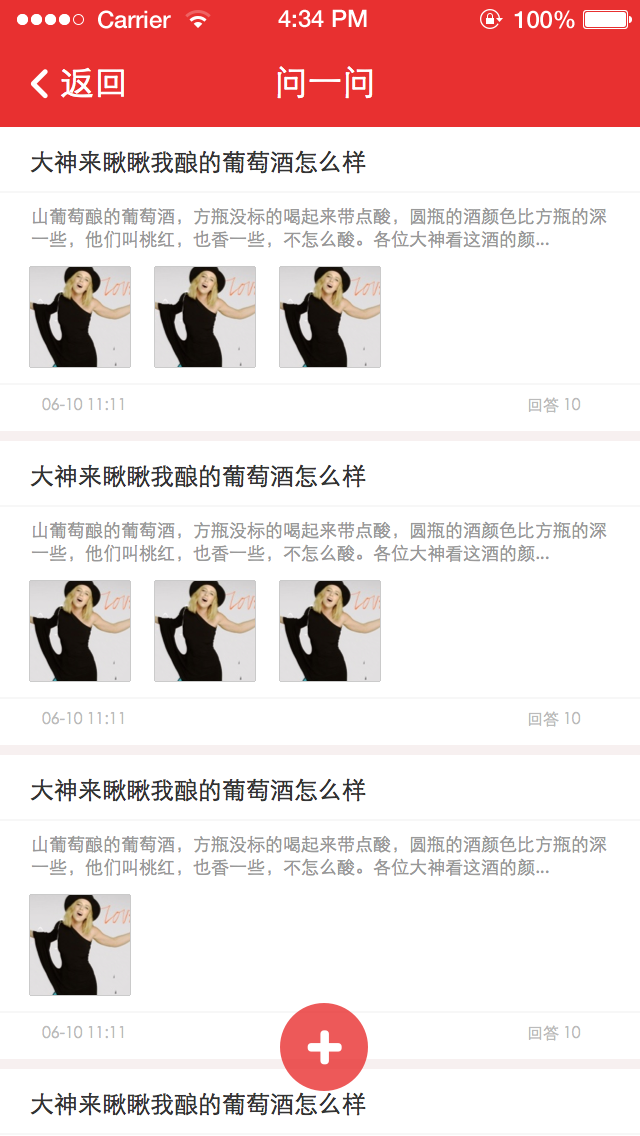 Carrier 4:34 PM 100%
返回 问一问
大神来瞅瞅我酿的葡萄酒怎么样
山葡萄酿的葡萄酒，方瓶没标的喝起来带点酸，圆瓶的酒颜色比方瓶的深
一些，他们叫桃红，也香一些，不怎么酸。各位大神看这酒的颜...
Love Love Love
06-10 11:11 回答 10
大神来瞅瞅我酿的葡萄酒怎么样
山葡萄酿的葡萄酒，方瓶没标的喝起来带点酸，圆瓶的酒颜色比方瓶的深
一些，他们叫桃红，也香一些，不怎么酸。各位大神看这酒的颜...
Love Love Love
06-10 11:11 回答 10
大神来瞅瞅我酿的葡萄酒怎么样
山葡萄酿的葡萄酒，方瓶没标的喝起来带点酸，圆瓶的酒颜色比方瓶的深
一些，他们叫桃红，也香一些，不怎么酸。各位大神看这酒的颜...
Love
06-10 11:11 回答 10
大神来瞅瞅我酿的葡萄酒怎么样